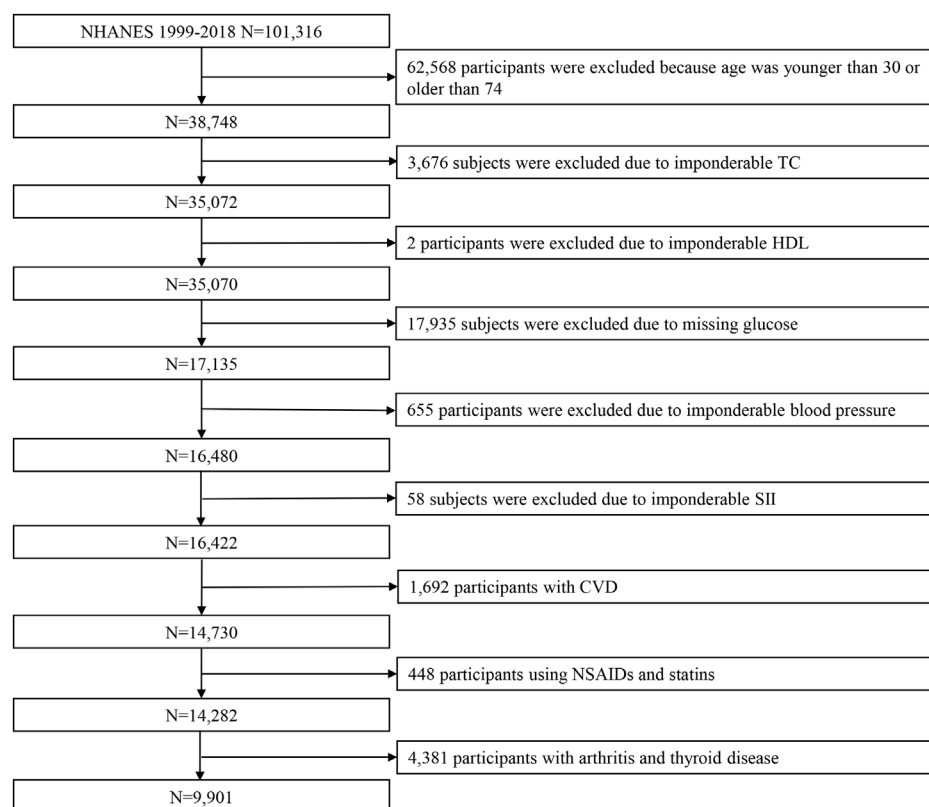 NHANES 1999-2018 N=101,316
62,568 participants were excluded because age was younger than 30 or
older than 74
N=38,748
3,676 subjects were excluded due to imponderable TC
N=35,072
2 participants were excluded due to imponderable HDL
N=35,070
17,935 subjects were excluded due to missing glucose
N=17,135
655 participants were excluded due to imponderable blood pressure
N=16,480
58 subjects were excluded due to imponderable SII
N=16,422
1,692 participants with CVD
N=14,730
448 participants using NSAIDs and statins
N=14,282
4,381 participants with arthritis and thyroid disease
N=9,901